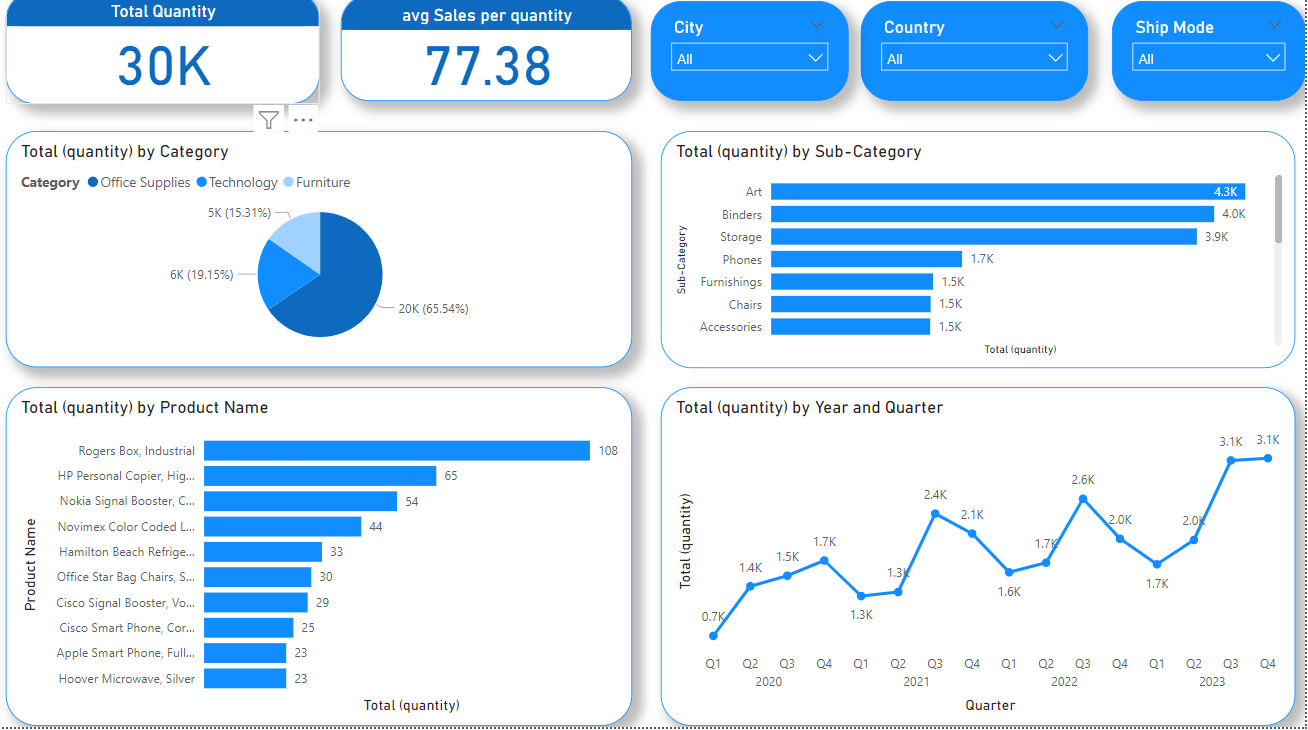 Total Quantity
30K
avg Sales per quantity
77.38
City
All
Country
All
Ship Mode
All
Total (quantity) by Category
Category Office Supplies Technology Furniture
5K (15.31%)
6K (19.15%)
20K (65.54%)
Total (quantity) by Sub-Category
Sub-Category
Art 4.3K
Binders 4.0K
Storage 3.9K
Phones 1.7K
Furnishings 1.5K
Chairs 1.5K
Accessories 1.5K
Total (quantity)
Total (quantity) by Product Name
Product Name
Rogers Box, Industrial 108
HP Personal Copier, Hig... 65
Nokia Signal Booster, C... 54
Novimex Color Coded L... 44
Hamilton Beach Refrige... 33
Office Star Bag Chairs, S... 30
Cisco Signal Booster, Vo... 29
Cisco Smart Phone, Cor... 25
Apple Smart Phone, Full... 23
Hoover Microwave, Silver 23
Total (quantity)
Total (quantity) by Year and Quarter
Total (quantity)
0.7K 1.4K 1.5K 1.7K 1.3K 1.3K 2.4K 2.1K 1.6K 1.7K 2.6K 2.0K 1.7K 2.0K 3.1K 3.1K
Q1 Q2 Q3 Q4 Q1 Q2 Q3 Q4 Q1 Q2 Q3 Q4 Q1 Q2 Q3 Q4
2020 2021 2022 2023
Quarter